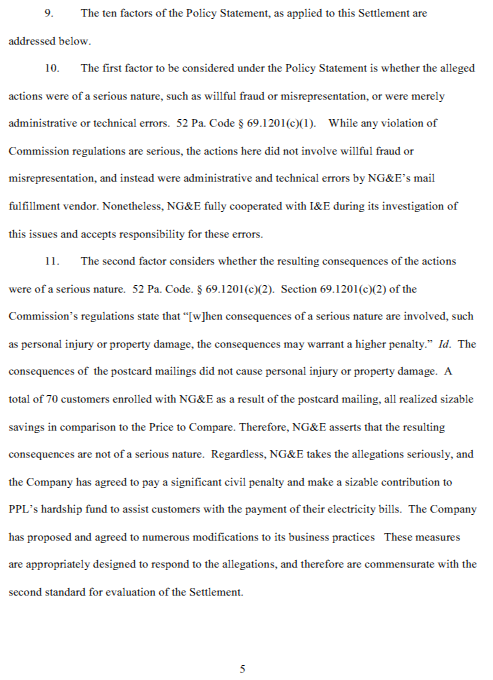 9. The ten factors of the Policy Statement, as applied to this Settlement are
addressed below.
10. The first factor to be considered under the Policy Statement is whether the alleged
actions were of a serious nature, such as willful fraud or misrepresentation, or were merely
administrative or technical errors. 52 Pa. Code § 69.1201(c)(1). While any violation of
Commission regulations are serious, the actions here did not involve willful fraud or
misrepresentation, and instead were administrative and technical errors by NG&E's mail
fulfillment vendor. Nonetheless, NG&E fully cooperated with I&E during its investigation of
this issues and accepts responsibility for these errors.
11. The second factor considers whether the resulting consequences of the actions
were of a serious nature. 52 Pa. Code. § 69.1201(c)(2). Section 69.1201(c)(2) of the
Commission's regulations state that “[w]hen consequences of a serious nature are involved, such
as personal injury or property damage, the consequences may warrant a higher penalty.” Id. The
consequences of the postcard mailings did not cause personal injury or property damage. A
total of 70 customers enrolled with NG&E as a result of the postcard mailing, all realized sizable
savings in comparison to the Price to Compare. Therefore, NG&E asserts that the resulting
consequences are not of a serious nature. Regardless, NG&E takes the allegations seriously, and
the Company has agreed to pay a significant civil penalty and make a sizable contribution to
PPL's hardship fund to assist customers with the payment of their electricity bills. The Company
has proposed and agreed to numerous modifications to its business practices These measures
are appropriately designed to respond to the allegations, and therefore are commensurate with the
second standard for evaluation of the Settlement.
5